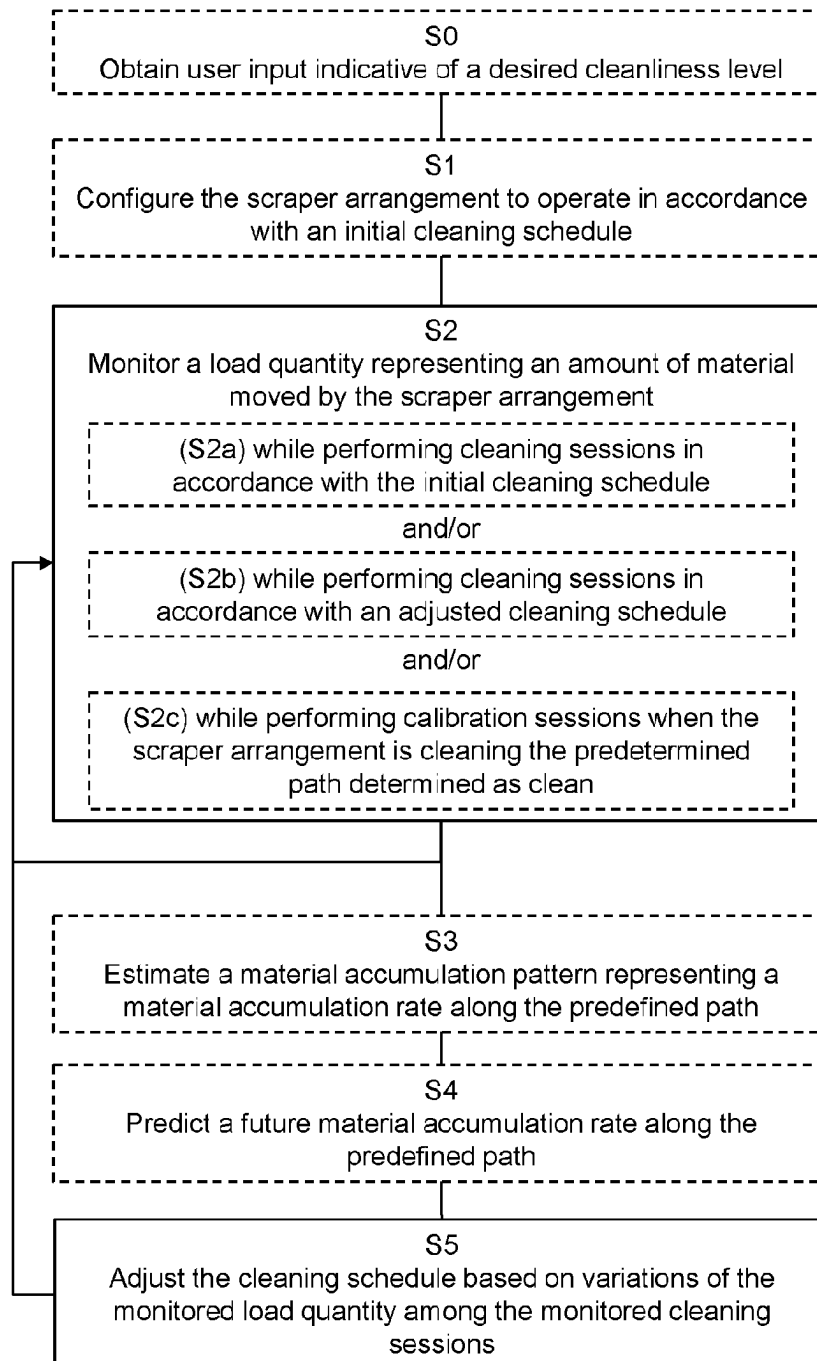 S0
Obtain user input indicative of a desired cleanliness level
S1
Configure the scraper arrangement to operate in accordance
with an initial cleaning schedule
S2
Monitor a load quantity representing an amount of material
moved by the scraper arrangement
(S2a) while performing cleaning sessions in
accordance with the initial cleaning schedule
and/or
(S2b) while performing cleaning sessions in
accordance with an adjusted cleaning schedule
and/or
(S2c) while performing calibration sessions when the
scraper arrangement is cleaning the predetermined
path determined as clean
S3
Estimate a material accumulation pattern representing a
material accumulation rate along the predefined path
S4
Predict a future material accumulation rate along the
predefined path
S5
Adjust the cleaning schedule based on variations of the
monitored load quantity among the monitored cleaning
sessions